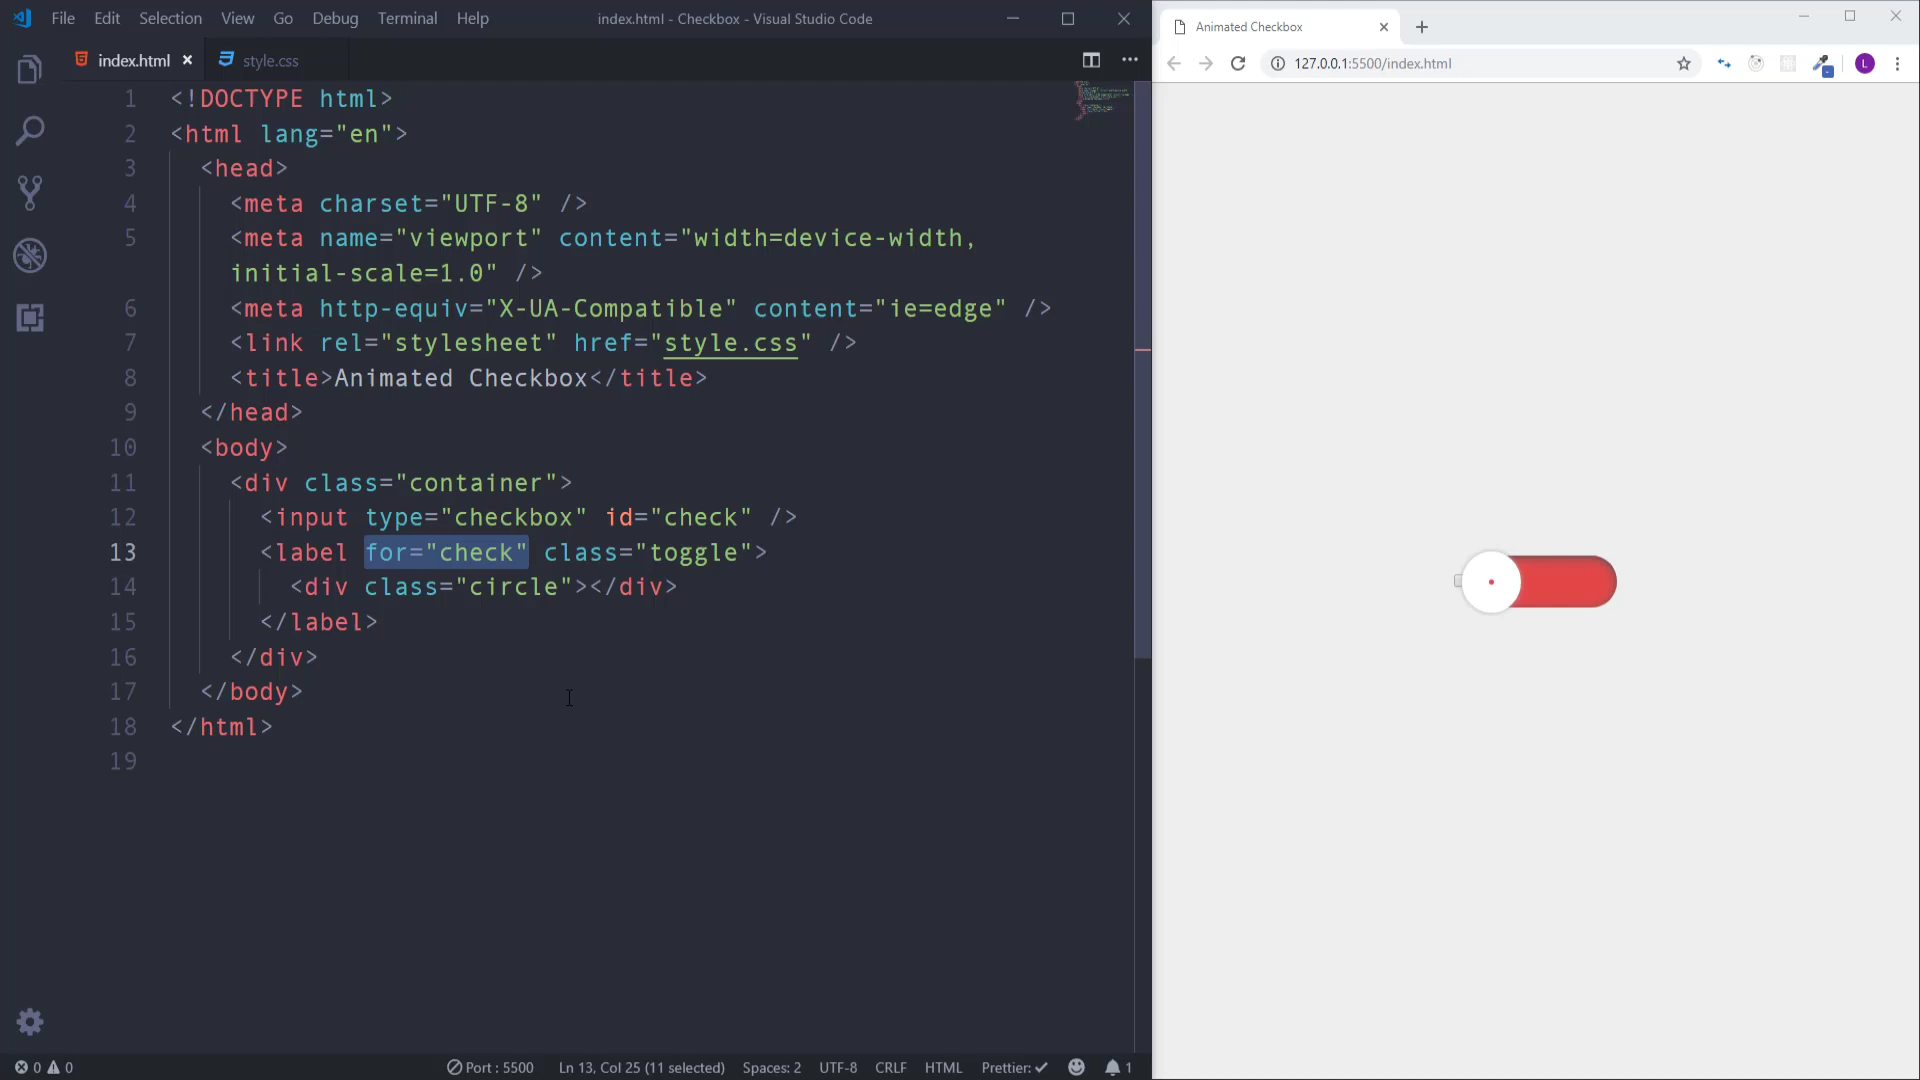 File Edit Selection View Go Debug Terminal Help index.html - Checkbox - Visual Studio Code
index.html style.css
1 <!DOCTYPE html>
2 <html lang="en">
3 <head>
4 <meta charset="UTF-8" />
5 <meta name="viewport" content="width=device-width,
initial-scale=1.0" />
6 <meta http-equiv="X-UA-Compatible" content="ie=edge" />
7 <link rel="stylesheet" href="style.css" />
8 <title>Animated Checkbox</title>
9 </head>
10 <body>
11 <div class="container">
12 <input type="checkbox" id="check" />
13 <label for="check" class="toggle">
14 <div class="circle"></div>
15 </label>
16 </div>
17 </body>
18 </html>
19
0 0 Port : 5500 Ln 13, Col 25 (11 selected) Spaces: 2 UTF-8 CRLF HTML Prettier: 1
Animated Checkbox
127.0.0.1:5500/index.html L